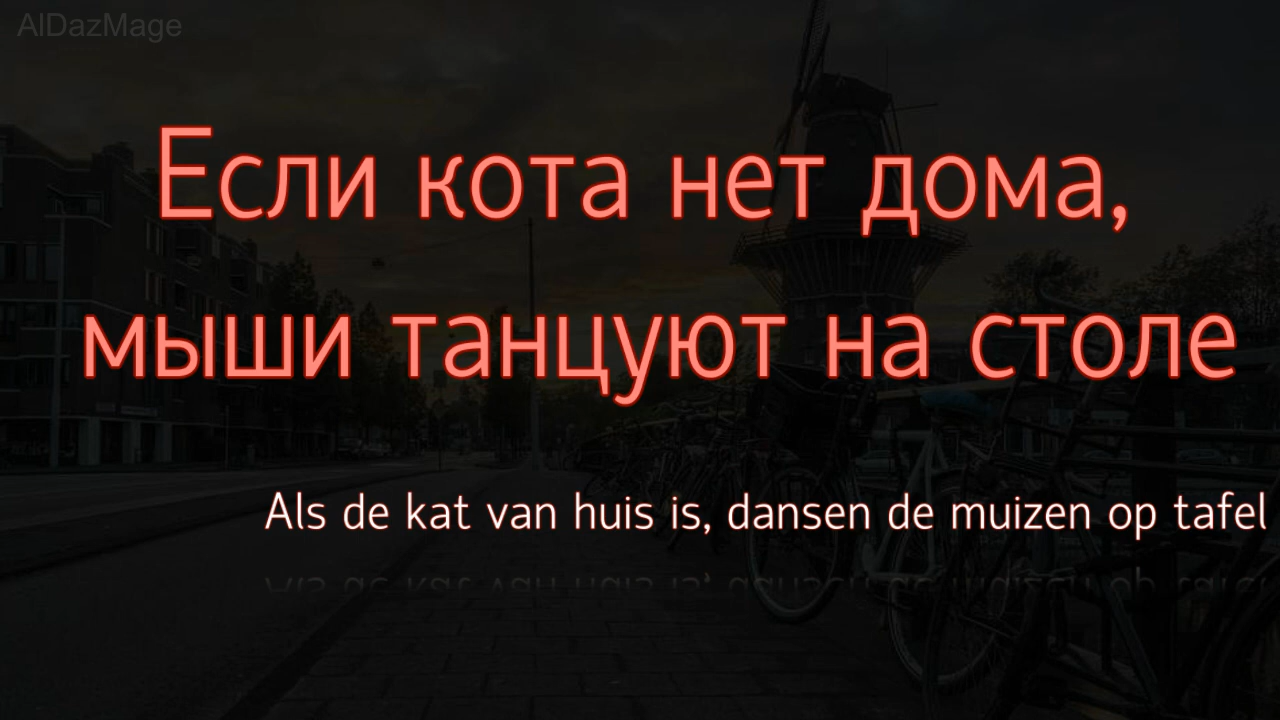 AlDazMage
Если кота нет дома,
мыши танцуют на столе
Als de kat van huis is, dansen de muizen op tafel